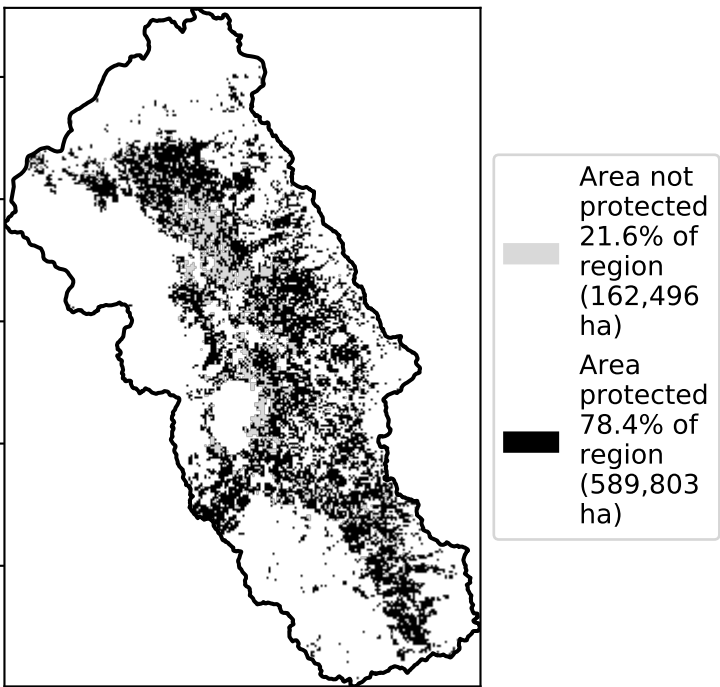 Area not
protected
21.6% of
region
(162,496
ha)
Area
protected
78.4% of
region
(589,803
ha)